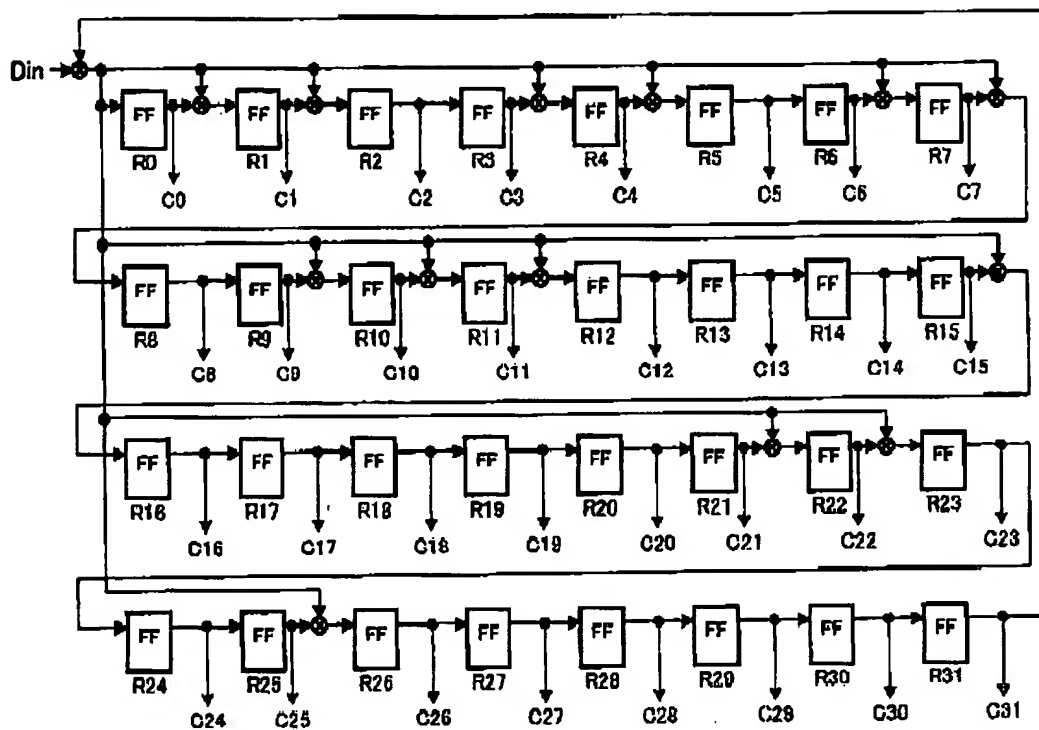 Din
FF FF FF FF FF FF FF FF
R0 R1 R2 R3 R4 R5 R6 R7
C0 C1 C2 C3 C4 C5 C6 C7
FF FF FF FF FF FF FF FF
R8 R9 R10 R11 R12 R13 R14 R15
C8 C9 C10 C11 C12 C13 C14 C15
FF FF FF FF FF FF FF FF
R16 R17 R18 R19 R20 R21 R22 R23
C16 C17 C18 C19 C20 C21 C22 C23
FF FF FF FF FF FF FF FF
R24 R25 R26 R27 R28 R29 R30 R31
C24 C25 C26 C27 C28 C29 C30 C31